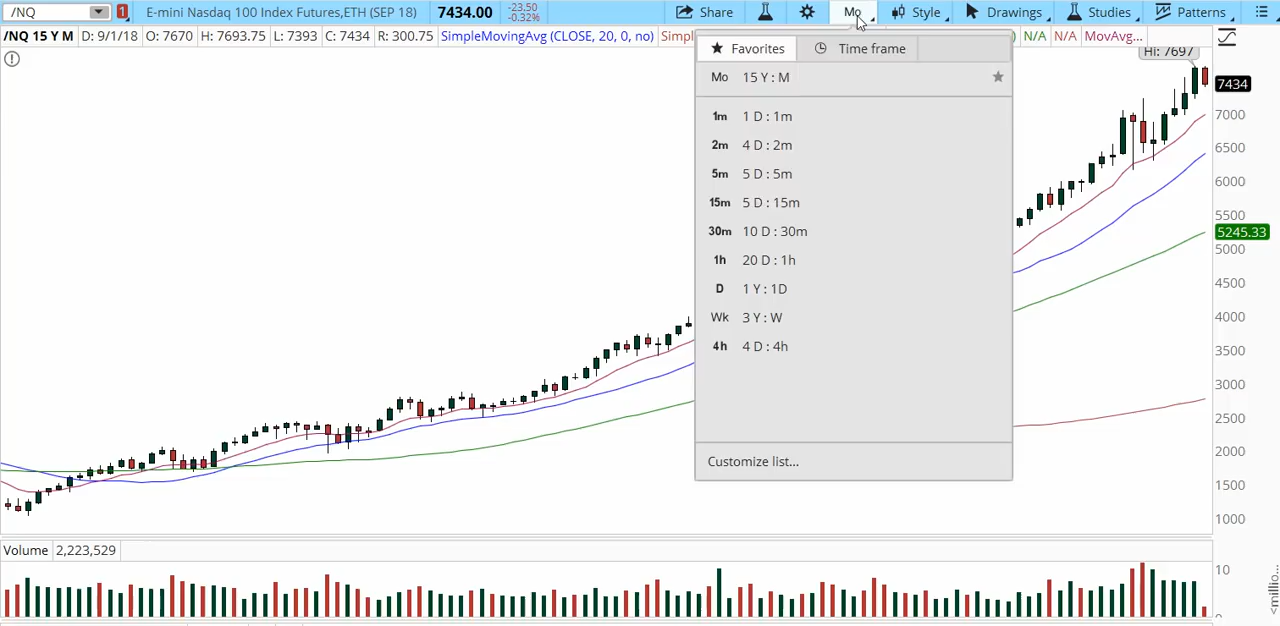 /NQ 1 E-mini Nasdaq 100 Index Futures,ETH (SEP 18) 7434.00 -23.50 -0.32% Share Mo Style Drawings Studies Patterns
/NQ 15 Y M D: 9/1/18 O: 7670 H: 7693.75 L: 7393 C: 7434 R: 300.75 SimpleMovingAvg (CLOSE, 20, 0, no) Simpl ) N/A N/A MovAvg...
Favorites Time frame
Hi: 7697
Mo 15 Y : M
7434
1m 1 D : 1m
7000
2m 4 D : 2m
6500
5m 5 D : 5m
6000
15m 5 D : 15m
5500
30m 10 D : 30m
5245.33
5000
1h 20 D : 1h
4500
D 1 Y : 1D
4000
Wk 3 Y : W
3500
4h 4 D : 4h
3000
2500
2000
Customize list...
1500
1000
Volume 2,223,529
10
<millio...